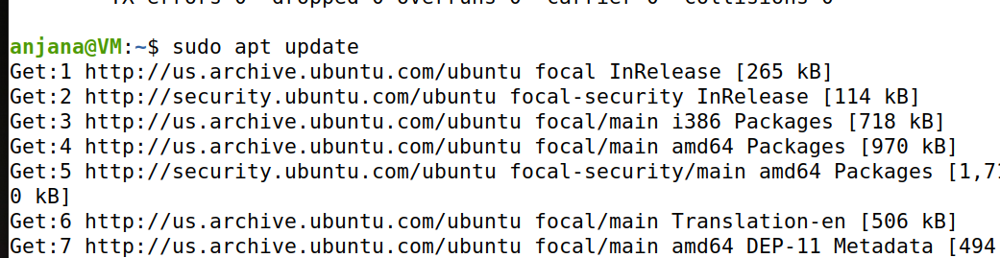 TX errors 0 dropped 0 overruns 0 carrier 0 collisions 0
anjana@VM:~$ sudo apt update
Get:1 http://us.archive.ubuntu.com/ubuntu focal InRelease [265 kB]
Get:2 http://security.ubuntu.com/ubuntu focal-security InRelease [114 kB]
Get:3 http://us.archive.ubuntu.com/ubuntu focal/main i386 Packages [718 kB]
Get:4 http://us.archive.ubuntu.com/ubuntu focal/main amd64 Packages [970 kB]
Get:5 http://security.ubuntu.com/ubuntu focal-security/main amd64 Packages [1,71
0 kB]
Get:6 http://us.archive.ubuntu.com/ubuntu focal/main Translation-en [506 kB]
Get:7 http://us.archive.ubuntu.com/ubuntu focal/main amd64 DEP-11 Metadata [494